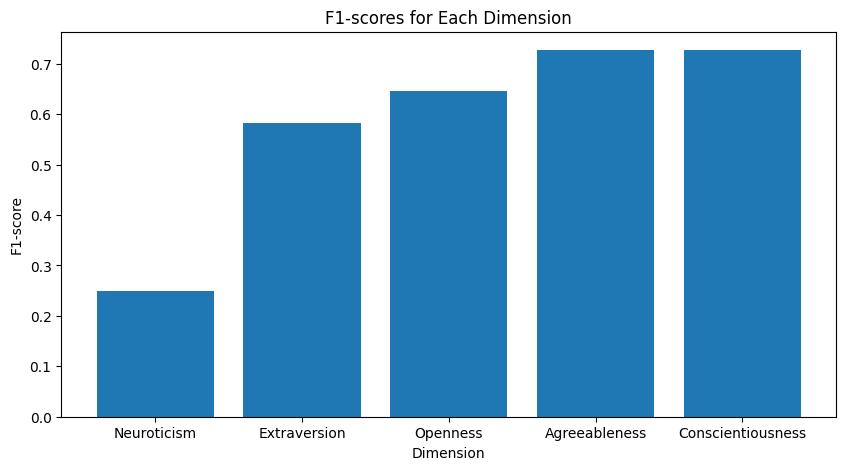 F1-scores for Each Dimension
F1-score
0.7
0.6
0.5
0.4
0.3
0.2
0.1
0.0
Neuroticism Extraversion Openness Agreeableness Conscientiousness
Dimension